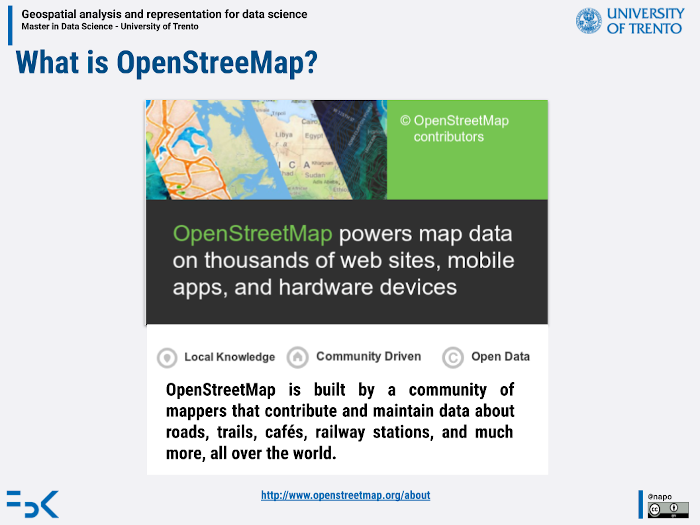 Geospatial analysis and representation for data science
Master in Data Science - University of Trento
UNIVERSITY
OF TRENTO
What is OpenStreeMap?
© OpenStreetMap
contributors
Libya
Egypt
I C A
Sudan
OpenStreetMap powers map data
on thousands of web sites, mobile
apps, and hardware devices
Local Knowledge
Community Driven
Open Data
OpenStreetMap is built by a community of
mappers that contribute and maintain data about
roads, trails, cafés, railway stations, and much
more, all over the world.
http://www.openstreetmap.org/about
FBK
@napo